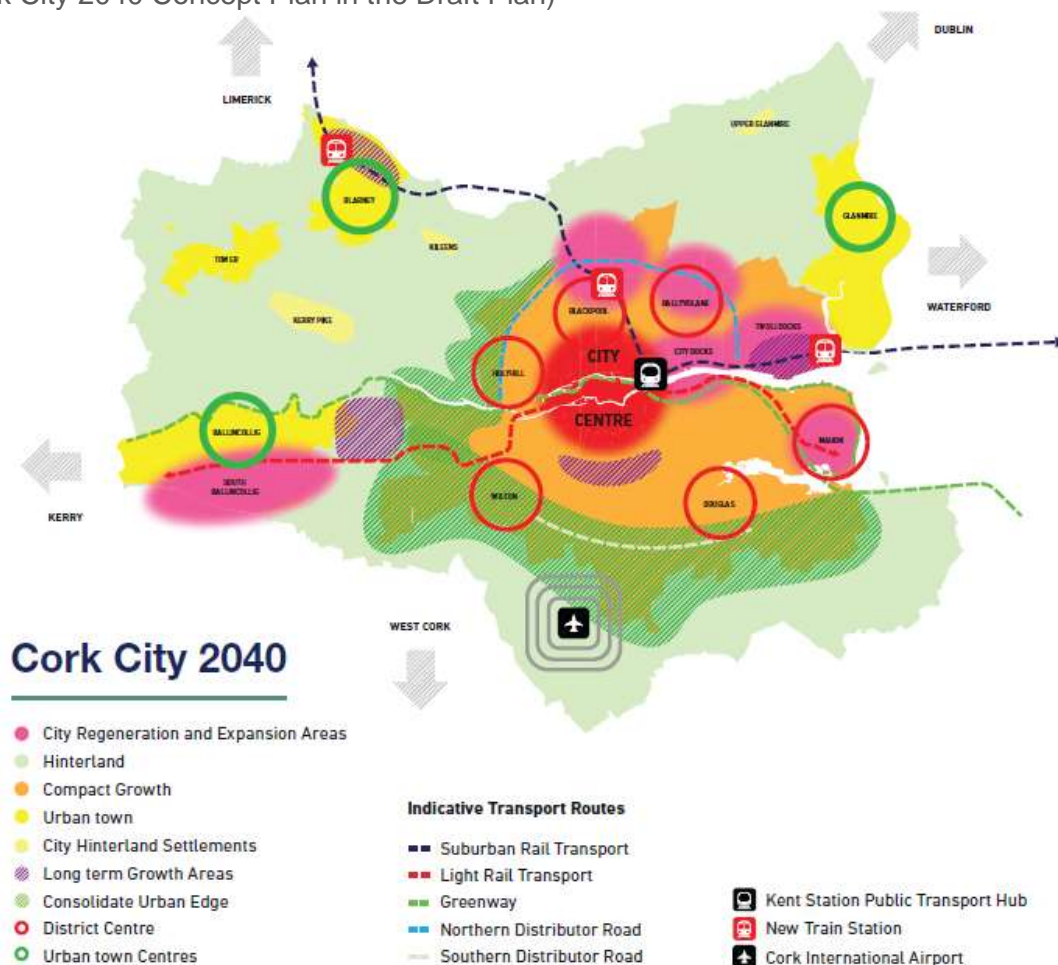 k City 2040 Concept Plan in the Draft Plan)
DUBLIN
LIMERICK
UPPER GLANMIRE
BLARNEY
GLANMIRE
KILEENS
TOWER
WATERFORD
BLACKPOOL
BALLYVOLANE
KERRY PIKE
TIVOLI DOCKS
CITY
CITY DOCKS
HOLYHILL
CENTRE
BALLINCOLLIG
MAHON
SOUTH
BALLINCOLLIG
WILTON
DOUGLAS
KERRY
WEST CORK
Cork City 2040
City Regeneration and Expansion Areas
Hinterland
Compact Growth
Urban town
City Hinterland Settlements
Long term Growth Areas
Consolidate Urban Edge
District Centre
Urban town Centres
Indicative Transport Routes
Suburban Rail Transport
Light Rail Transport
Greenway
Northern Distributor Road
Southern Distributor Road
Kent Station Public Transport Hub
New Train Station
Cork International Airport